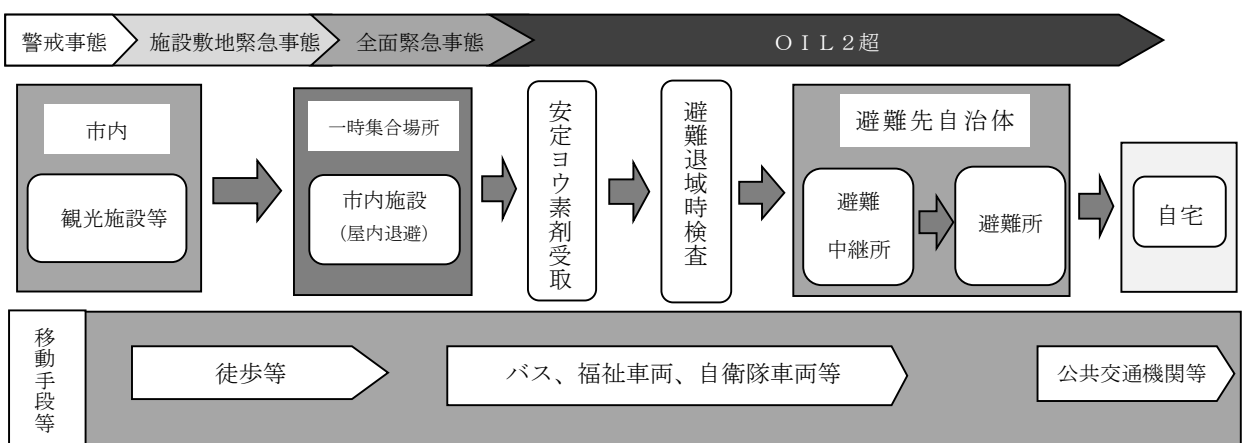 警戒事態
施設敷地緊急事態
全面緊急事態
ＯＩＬ２超
市内
観光施設等
一時集合場所
市内施設
(屋内退避)
安定ヨウ素剤受取
避難退域時検査
避難先自治体
避難
中継所
避難所
自宅
移動手段等
徒歩等
バス、福祉車両、自衛隊車両等
公共交通機関等